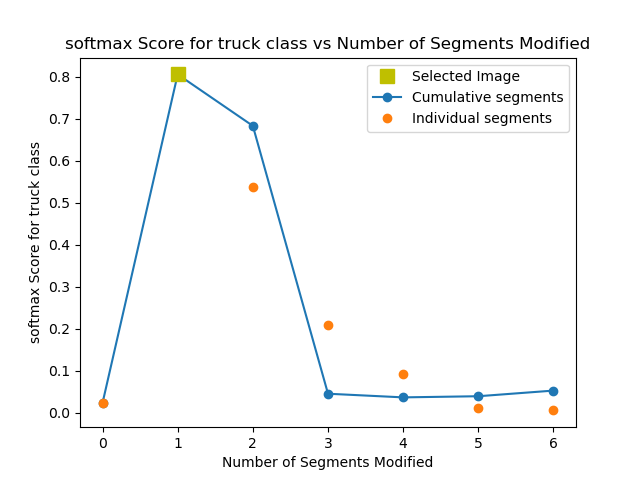 softmax Score for truck class vs Number of Segments Modified
Selected Image
Cumulative segments
Individual segments
softmax Score for truck class
0.8
0.7
0.6
0.5
0.4
0.3
0.2
0.1
0.0
0 1 2 3 4 5 6
Number of Segments Modified